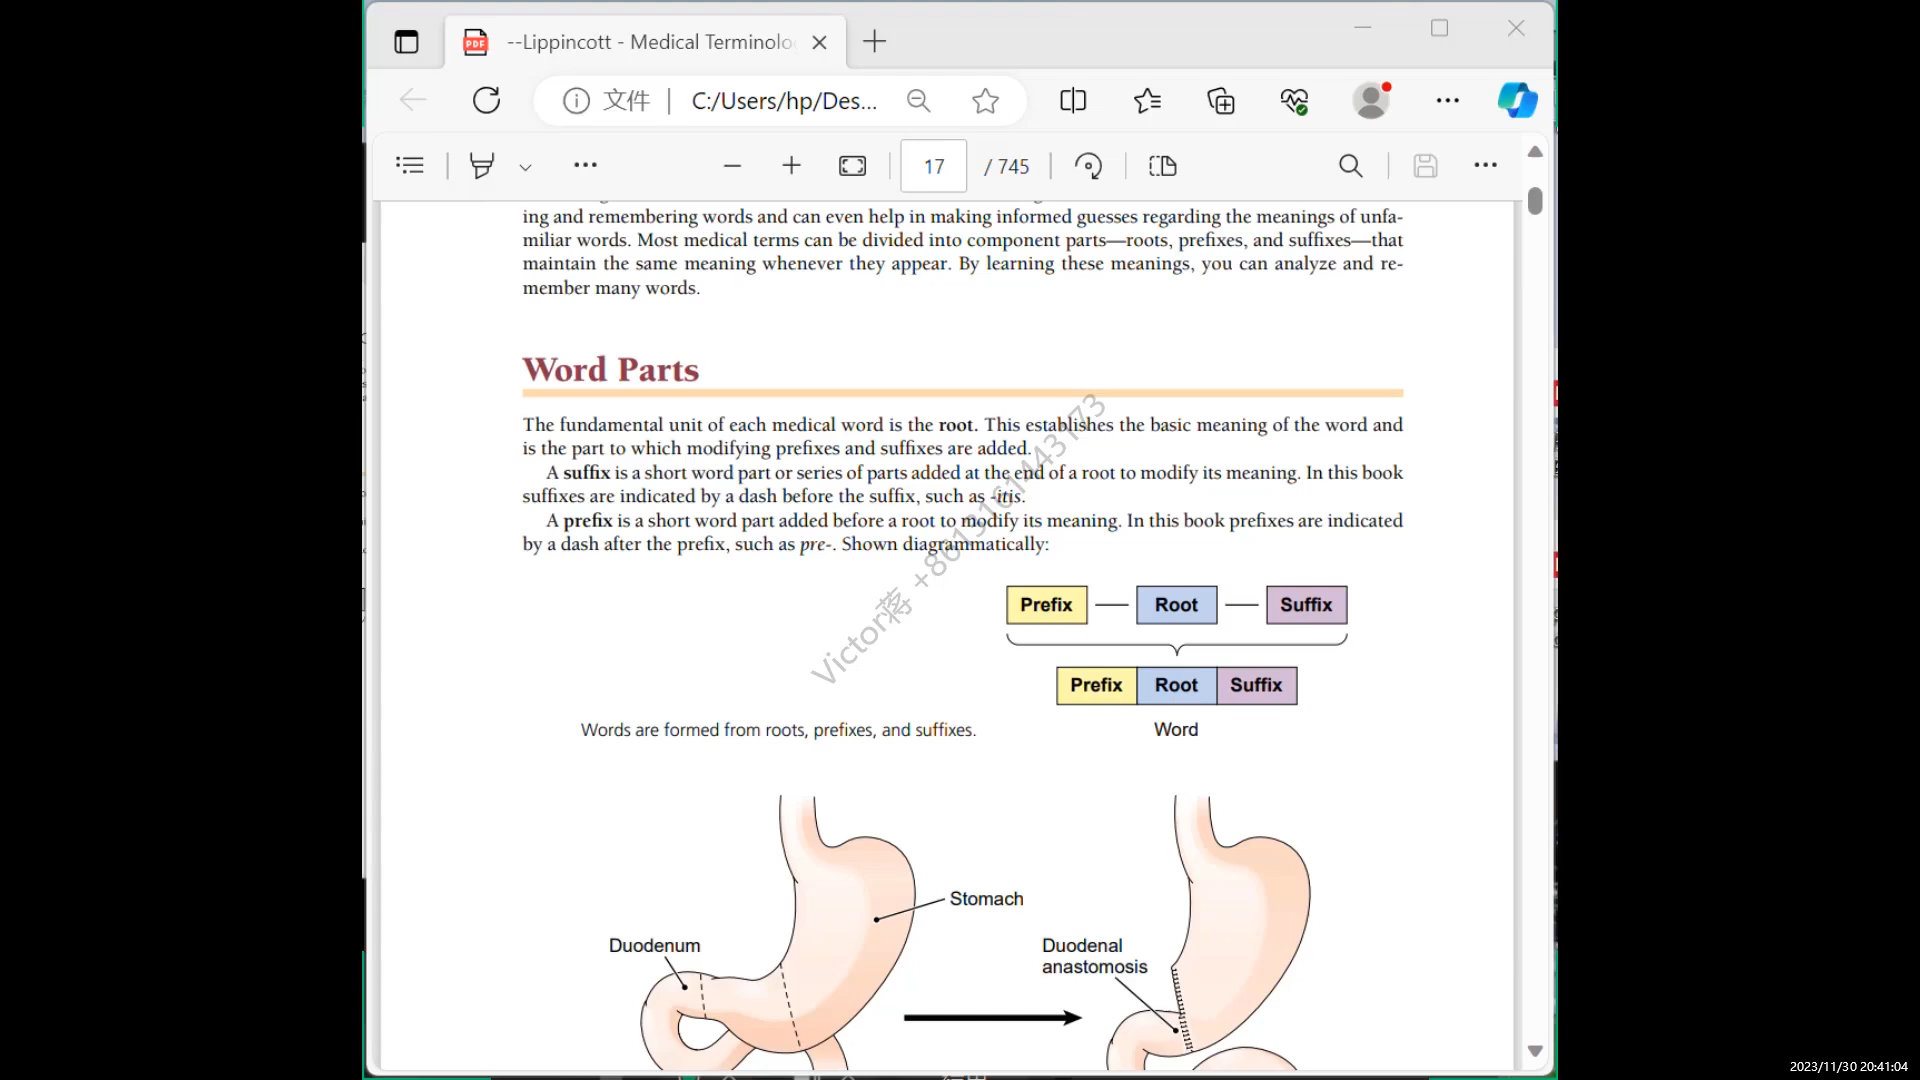 --Lippincott - Medical Terminolo
文件
C:/Users/hp/Des...
17 / 745
ing and remembering words and can even help in making informed guesses regarding the meanings of unfa-
miliar words. Most medical terms can be divided into component parts—roots, prefixes, and suffixes—that
maintain the same meaning whenever they appear. By learning these meanings, you can analyze and re-
member many words.
Word Parts
The fundamental unit of each medical word is the root. This establishes the basic meaning of the word and
is the part to which modifying prefixes and suffixes are added.
A suffix is a short word part or series of parts added at the end of a root to modify its meaning. In this book
suffixes are indicated by a dash before the suffix, such as -itis.
A prefix is a short word part added before a root to modify its meaning. In this book prefixes are indicated
by a dash after the prefix, such as pre-. Shown diagrammatically:
Prefix Root Suffix
Prefix Root Suffix
Words are formed from roots, prefixes, and suffixes.
Word
Stomach
Duodenum
Duodenal
anastomosis
2023/11/30 20:41:04